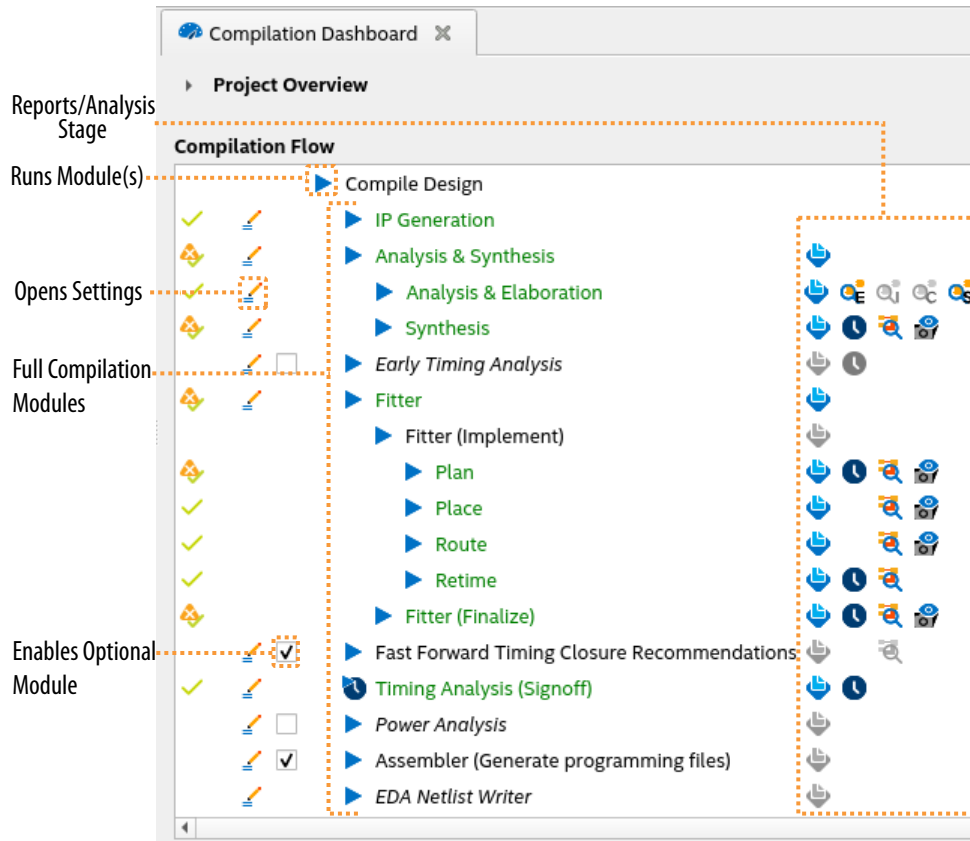 Compilation Dashboard
Project Overview
Reports/Analysis
Stage
Compilation Flow
Runs Module(s)
Compile Design
IP Generation
Analysis & Synthesis
Opens Settings
Analysis & Elaboration
E
I
C
S
Synthesis
Full Compilation
Modules
Early Timing Analysis
Fitter
Fitter (Implement)
Plan
Place
Route
Retime
Fitter (Finalize)
Enables Optional
Module
Fast Forward Timing Closure Recommendations
Timing Analysis (Signoff)
Power Analysis
Assembler (Generate programming files)
EDA Netlist Writer